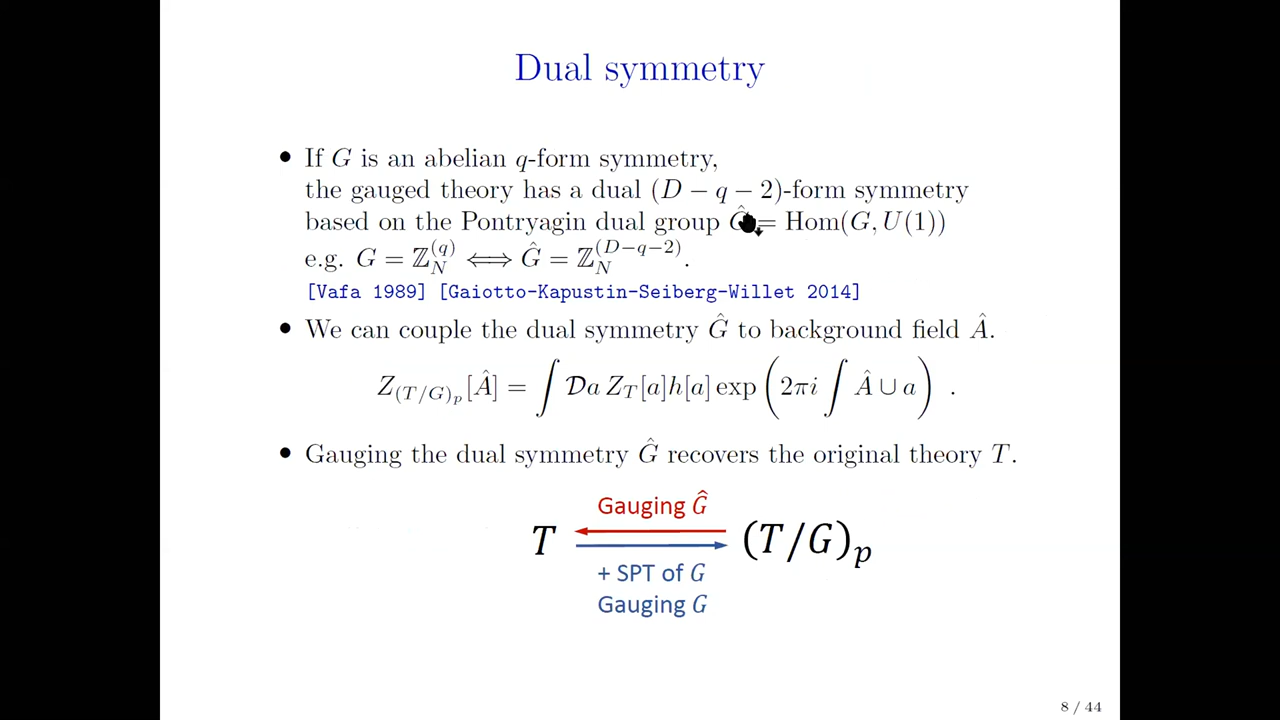 Dual symmetry
• If G is an abelian q-form symmetry,
the gauged theory has a dual (D − q − 2)-form symmetry
based on the Pontryagin dual group Ĝ = Hom(G, U(1))
e.g. G = ℤ_N^{(q)} ⟺ Ĝ = ℤ_N^{(D−q−2)}.
[Vafa 1989] [Gaiotto-Kapustin-Seiberg-Willet 2014]
• We can couple the dual symmetry Ĝ to background field Â.
Z_{(T/G)_p}[Â] = ∫ 𝒟a Z_T[a]h[a] exp(2πi ∫ Â ∪ a) .
• Gauging the dual symmetry Ĝ recovers the original theory T.
Gauging Ĝ
T (T/G)_p
+ SPT of G
Gauging G
8 / 44